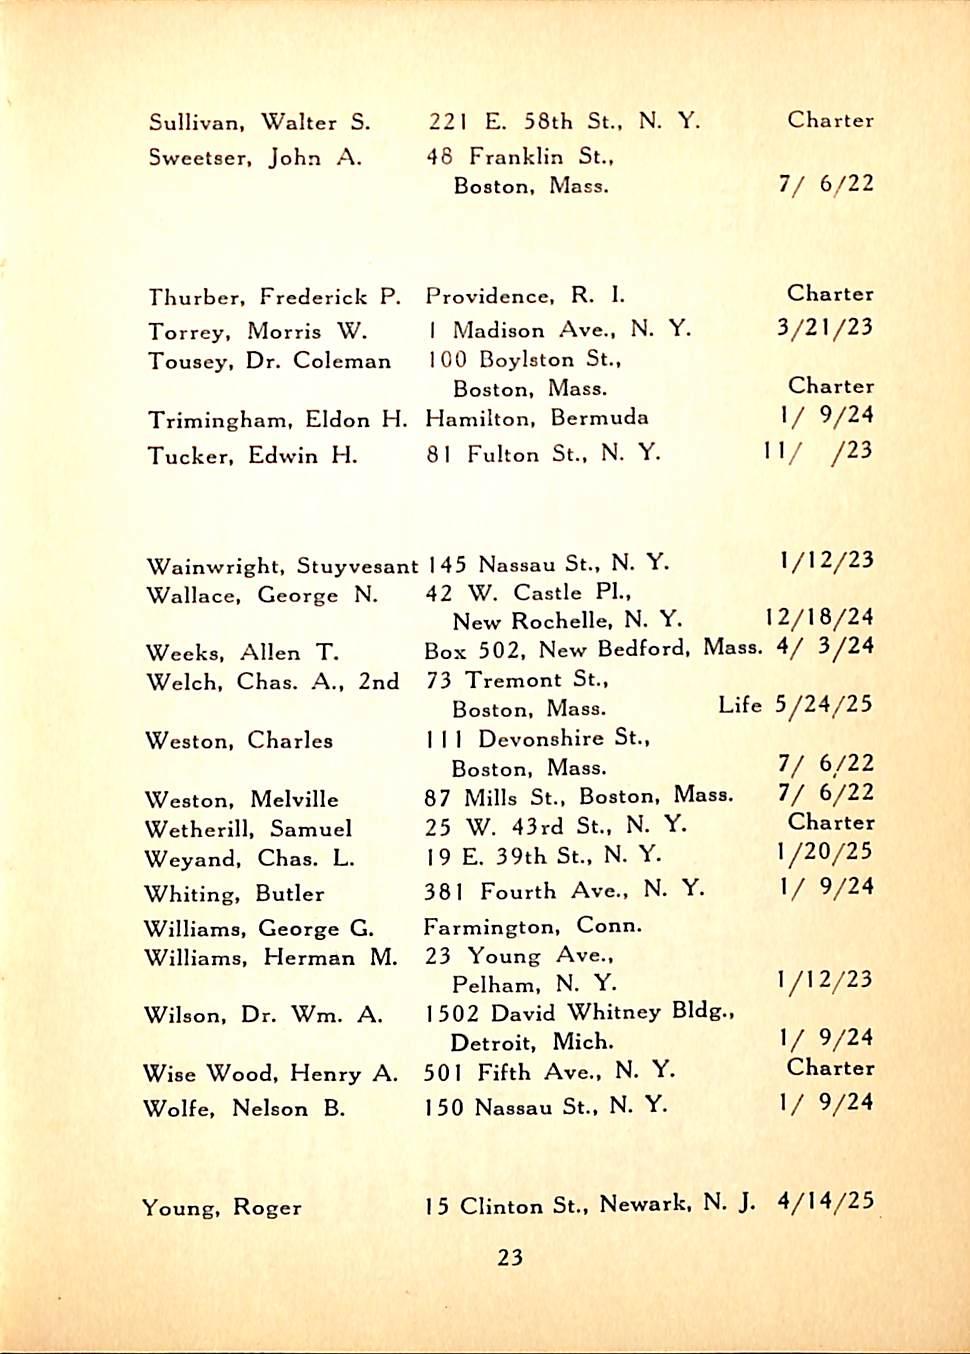 Sullivan, Walter S. 221 E. 58th St., N. Y. Charter
Sweetser, John A. 48 Franklin St.,
Boston, Mass. 7/ 6/22
Thurber, Frederick P. Providence, R. I. Charter
Torrey, Morris W. 1 Madison Ave., N. Y. 3/21/23
Tousey, Dr. Coleman 100 Boylston St.,
Boston, Mass. Charter
Trimingham, Eldon H. Hamilton, Bermuda 1/ 9/24
Tucker, Edwin H. 81 Fulton St., N. Y. 11/ /23
Wainwright, Stuyvesant 145 Nassau St., N. Y. 1/12/23
Wallace, George N. 42 W. Castle Pl.,
New Rochelle, N. Y. 12/18/24
Weeks, Allen T. Box 502, New Bedford, Mass. 4/ 3/24
Welch, Chas. A., 2nd 73 Tremont St.,
Boston, Mass. Life 5/24/25
Weston, Charles 111 Devonshire St.,
Boston, Mass. 7/ 6/22
Weston, Melville 87 Mills St., Boston, Mass. 7/ 6/22
Wetherill, Samuel 25 W. 43rd St., N. Y. Charter
Weyand, Chas. L. 19 E. 39th St., N. Y. 1/20/25
Whiting, Butler 381 Fourth Ave., N. Y. 1/ 9/24
Williams, George G. Farmington, Conn.
Williams, Herman M. 23 Young Ave.,
Pelham, N. Y. 1/12/23
Wilson, Dr. Wm. A. 1502 David Whitney Bldg.,
Detroit, Mich. 1/ 9/24
Wise Wood, Henry A. 501 Fifth Ave., N. Y. Charter
Wolfe, Nelson B. 150 Nassau St., N. Y. 1/ 9/24
Young, Roger 15 Clinton St., Newark, N. J. 4/14/25
23